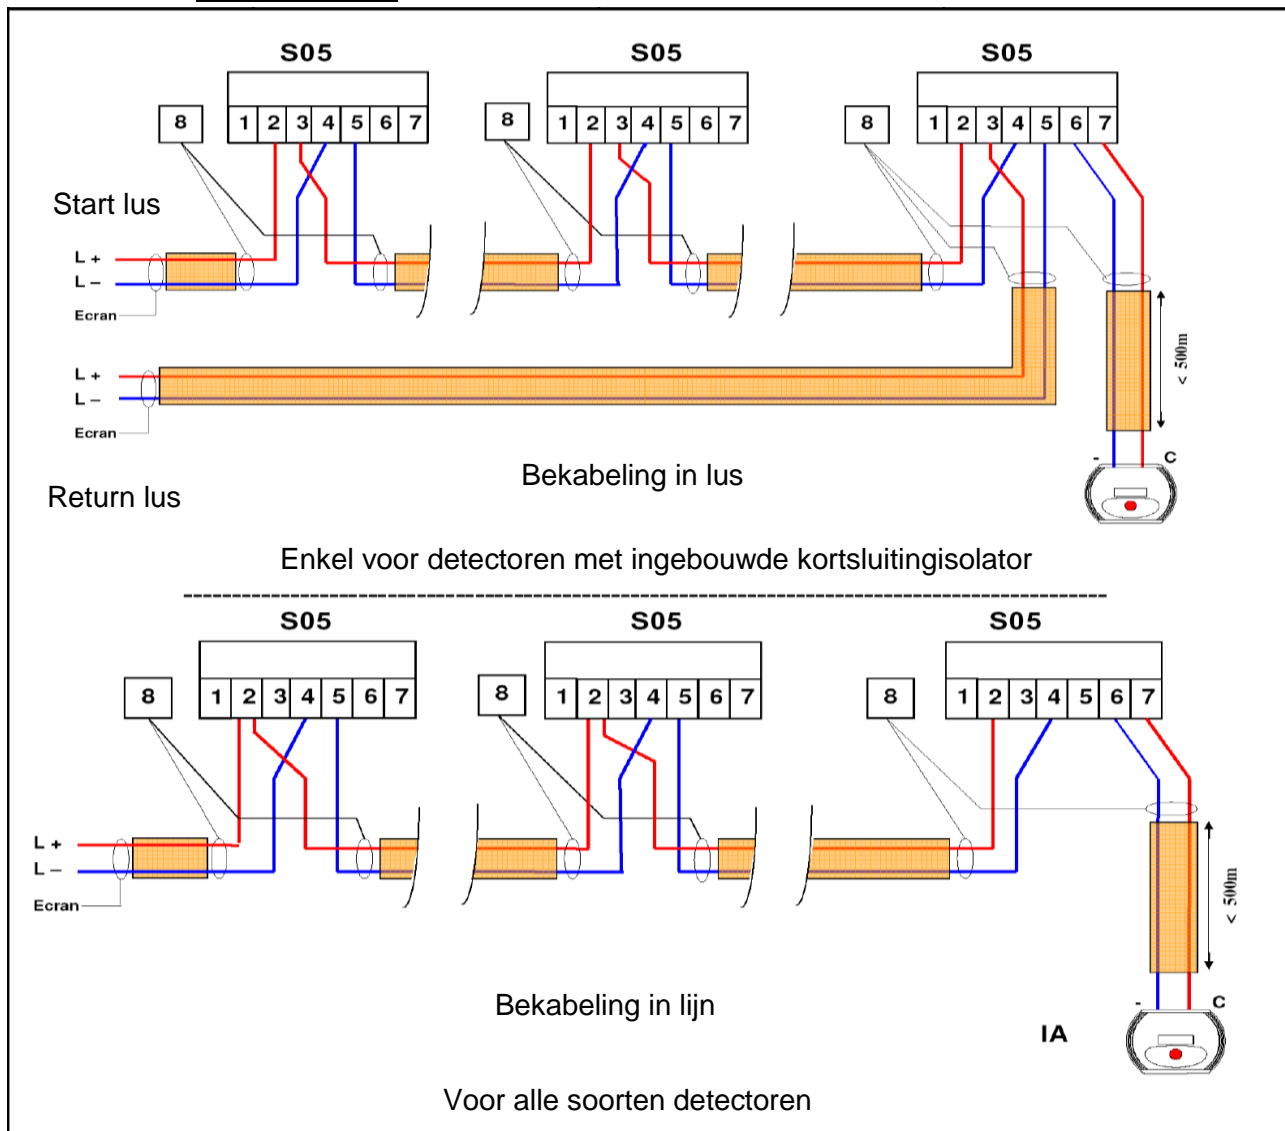 S05 S05 S05
8 1 2 3 4 5 6 7 8 1 2 3 4 5 6 7 8 1 2 3 4 5 6 7
Start lus
L +
L –
Ecran
< 500m
L +
L –
Ecran
- C
Bekabeling in lus
Return lus
Enkel voor detectoren met ingebouwde kortsluitingisolator
S05 S05 S05
8 1 2 3 4 5 6 7 8 1 2 3 4 5 6 7 8 1 2 3 4 5 6 7
L +
L –
Ecran
< 500m
Bekabeling in lijn
- C
IA
Voor alle soorten detectoren